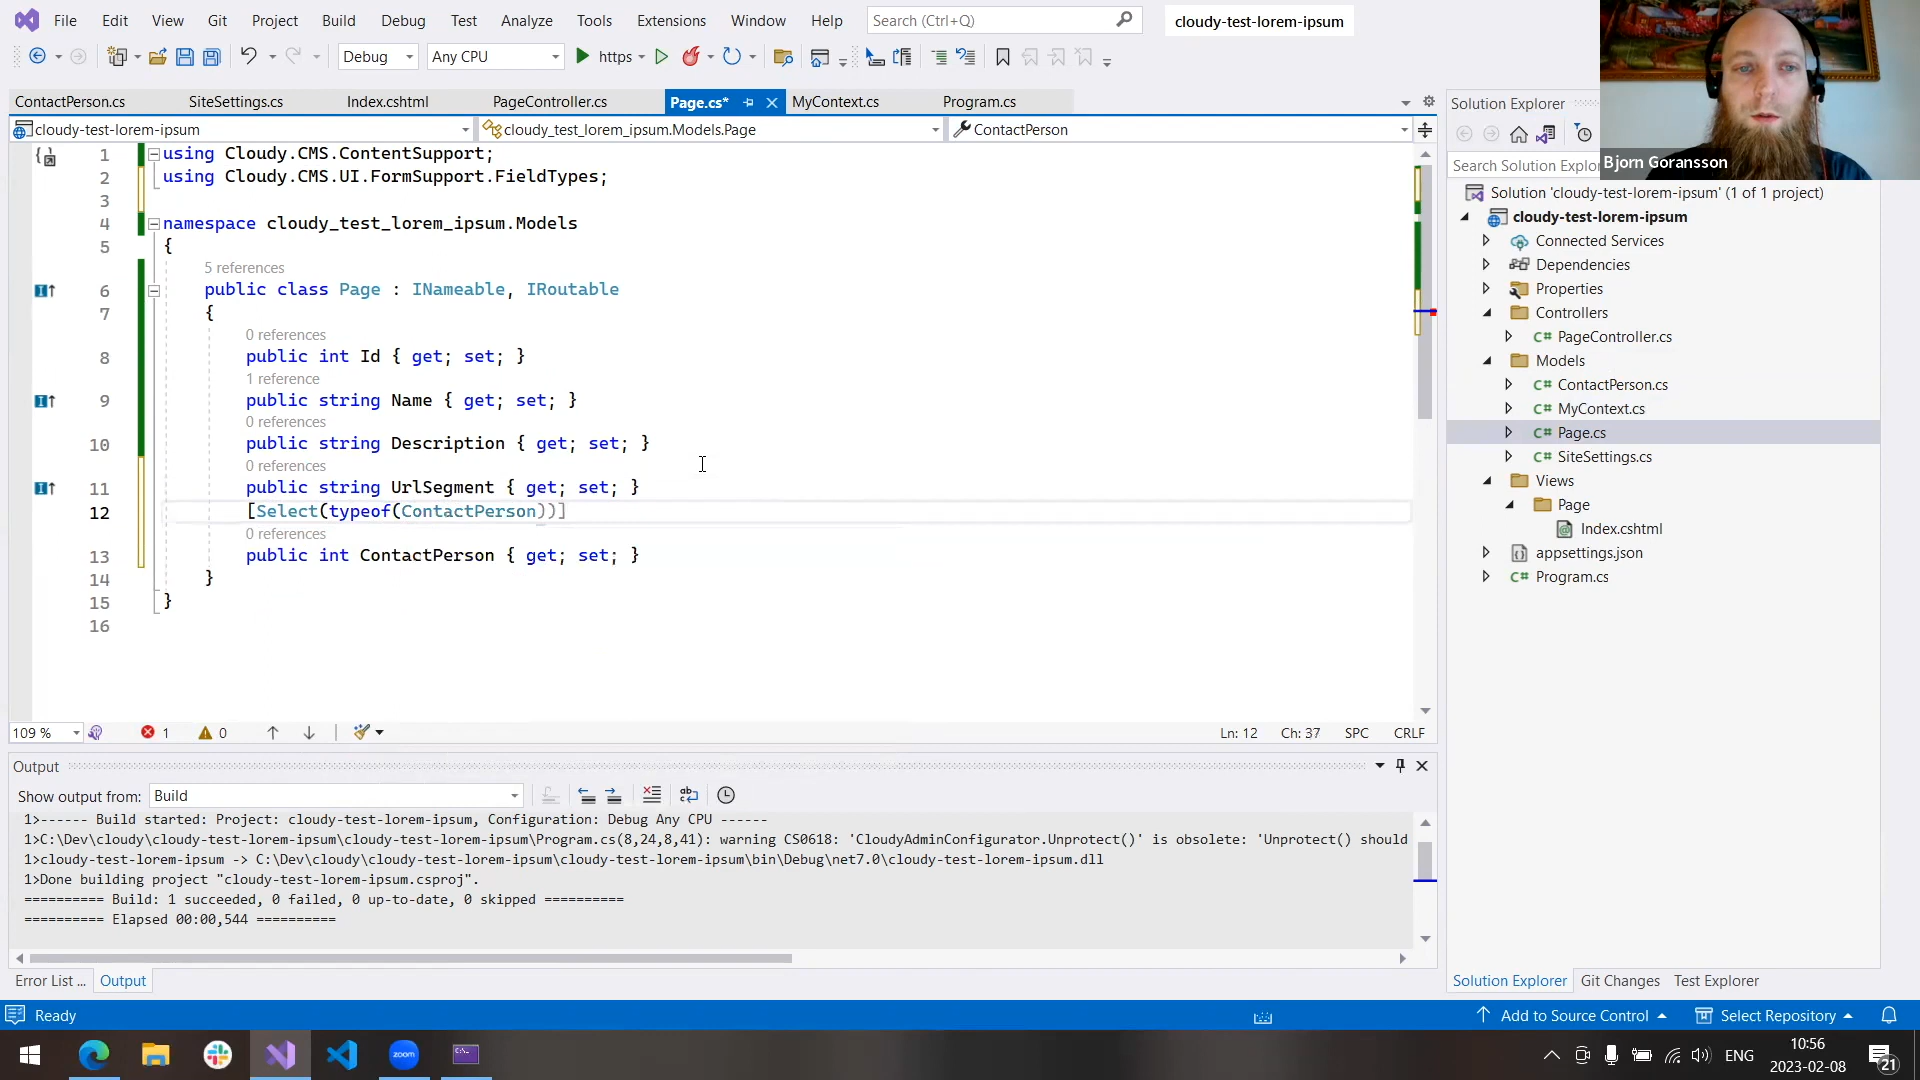 File Edit View Git Project Build Debug Test Analyze Tools Extensions Window Help Search (Ctrl+Q) cloudy-test-lorem-ipsum
Debug Any CPU https
ContactPerson.cs SiteSettings.cs Index.cshtml PageController.cs Page.cs* MyContext.cs Program.cs
cloudy-test-lorem-ipsum cloudy_test_lorem_ipsum.Models.Page ContactPerson
1 using Cloudy.CMS.ContentSupport;
2 using Cloudy.CMS.UI.FormSupport.FieldTypes;
3
4 namespace cloudy_test_lorem_ipsum.Models
5 {
5 references
6 public class Page : INameable, IRoutable
7 {
0 references
8 public int Id { get; set; }
1 reference
9 public string Name { get; set; }
0 references
10 public string Description { get; set; }
0 references
11 public string UrlSegment { get; set; }
12 [Select(typeof(ContactPerson))]
0 references
13 public int ContactPerson { get; set; }
14 }
15 }
16
109 % 1 0 Ln: 12 Ch: 37 SPC CRLF
Output
Show output from: Build
1>------ Build started: Project: cloudy-test-lorem-ipsum, Configuration: Debug Any CPU ------
1>C:\Dev\cloudy\cloudy-test-lorem-ipsum\cloudy-test-lorem-ipsum\Program.cs(8,24,8,41): warning CS0618: 'CloudyAdminConfigurator.Unprotect()' is obsolete: 'Unprotect() should
1>cloudy-test-lorem-ipsum -> C:\Dev\cloudy\cloudy-test-lorem-ipsum\cloudy-test-lorem-ipsum\bin\Debug\net7.0\cloudy-test-lorem-ipsum.dll
1>Done building project "cloudy-test-lorem-ipsum.csproj".
========== Build: 1 succeeded, 0 failed, 0 up-to-date, 0 skipped ==========
========== Elapsed 00:00,544 ==========
Error List ... Output
Solution Explorer
Search Solution Explo
Bjorn Goransson
Solution 'cloudy-test-lorem-ipsum' (1 of 1 project)
cloudy-test-lorem-ipsum
Connected Services
Dependencies
Properties
Controllers
C# PageController.cs
Models
C# ContactPerson.cs
C# MyContext.cs
C# Page.cs
C# SiteSettings.cs
Views
Page
Index.cshtml
appsettings.json
C# Program.cs
Solution Explorer Git Changes Test Explorer
Ready Add to Source Control Select Repository
zoom ENG 10:56
2023-02-08 21